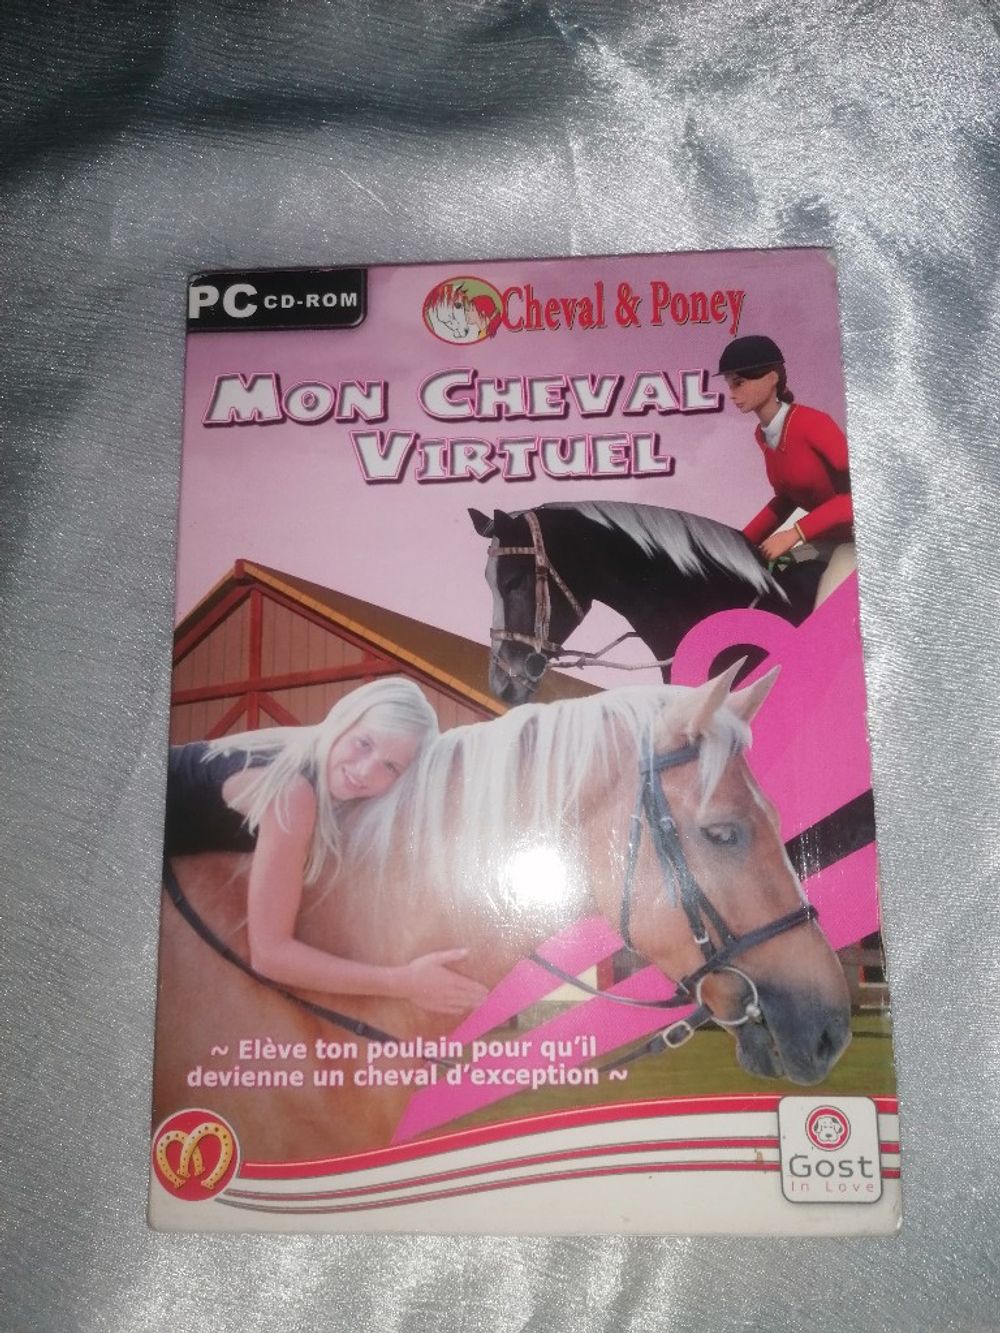 PC CD-ROM
Cheval & Poney
MON CHEVAL
VIRTUEL
~ Elève ton poulain pour qu'il
devienne un cheval d'exception ~
Gost
In Love